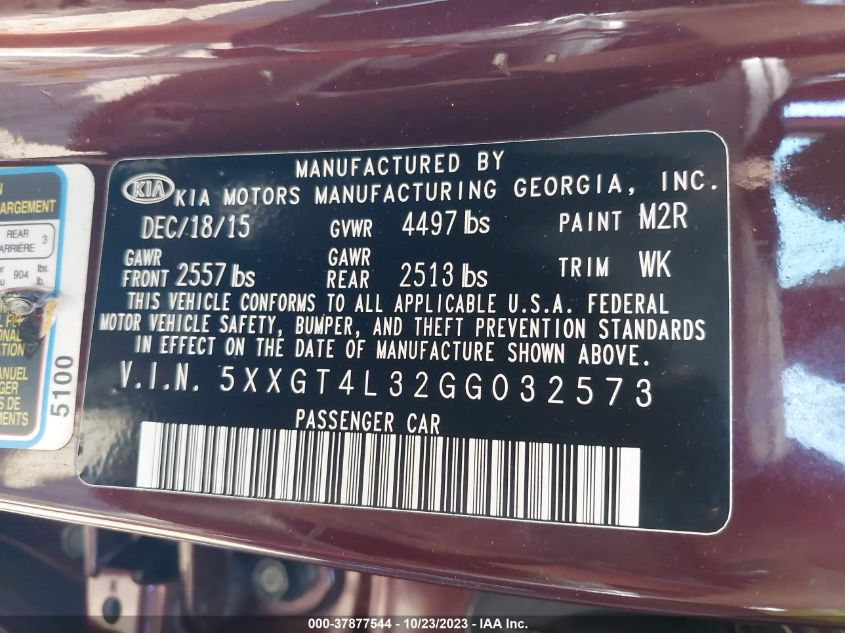 MANUFACTURED BY
KIA KIA MOTORS MANUFACTURING GEORGIA, INC.
DEC/18/15 GVWR 4497 lbs PAINT M2R
GAWR FRONT 2557 lbs GAWR REAR 2513 lbs TRIM WK
THIS VEHICLE CONFORMS TO ALL APPLICABLE U.S.A. FEDERAL
MOTOR VEHICLE SAFETY, BUMPER, AND THEFT PREVENTION STANDARDS
IN EFFECT ON THE DATE OF MANUFACTURE SHOWN ABOVE.
V.I.N. 5XXGT4L32GG032573
PASSENGER CAR
REAR 3
904 lbs.
5100
000-37877544 - 10/23/2023 - IAA Inc.